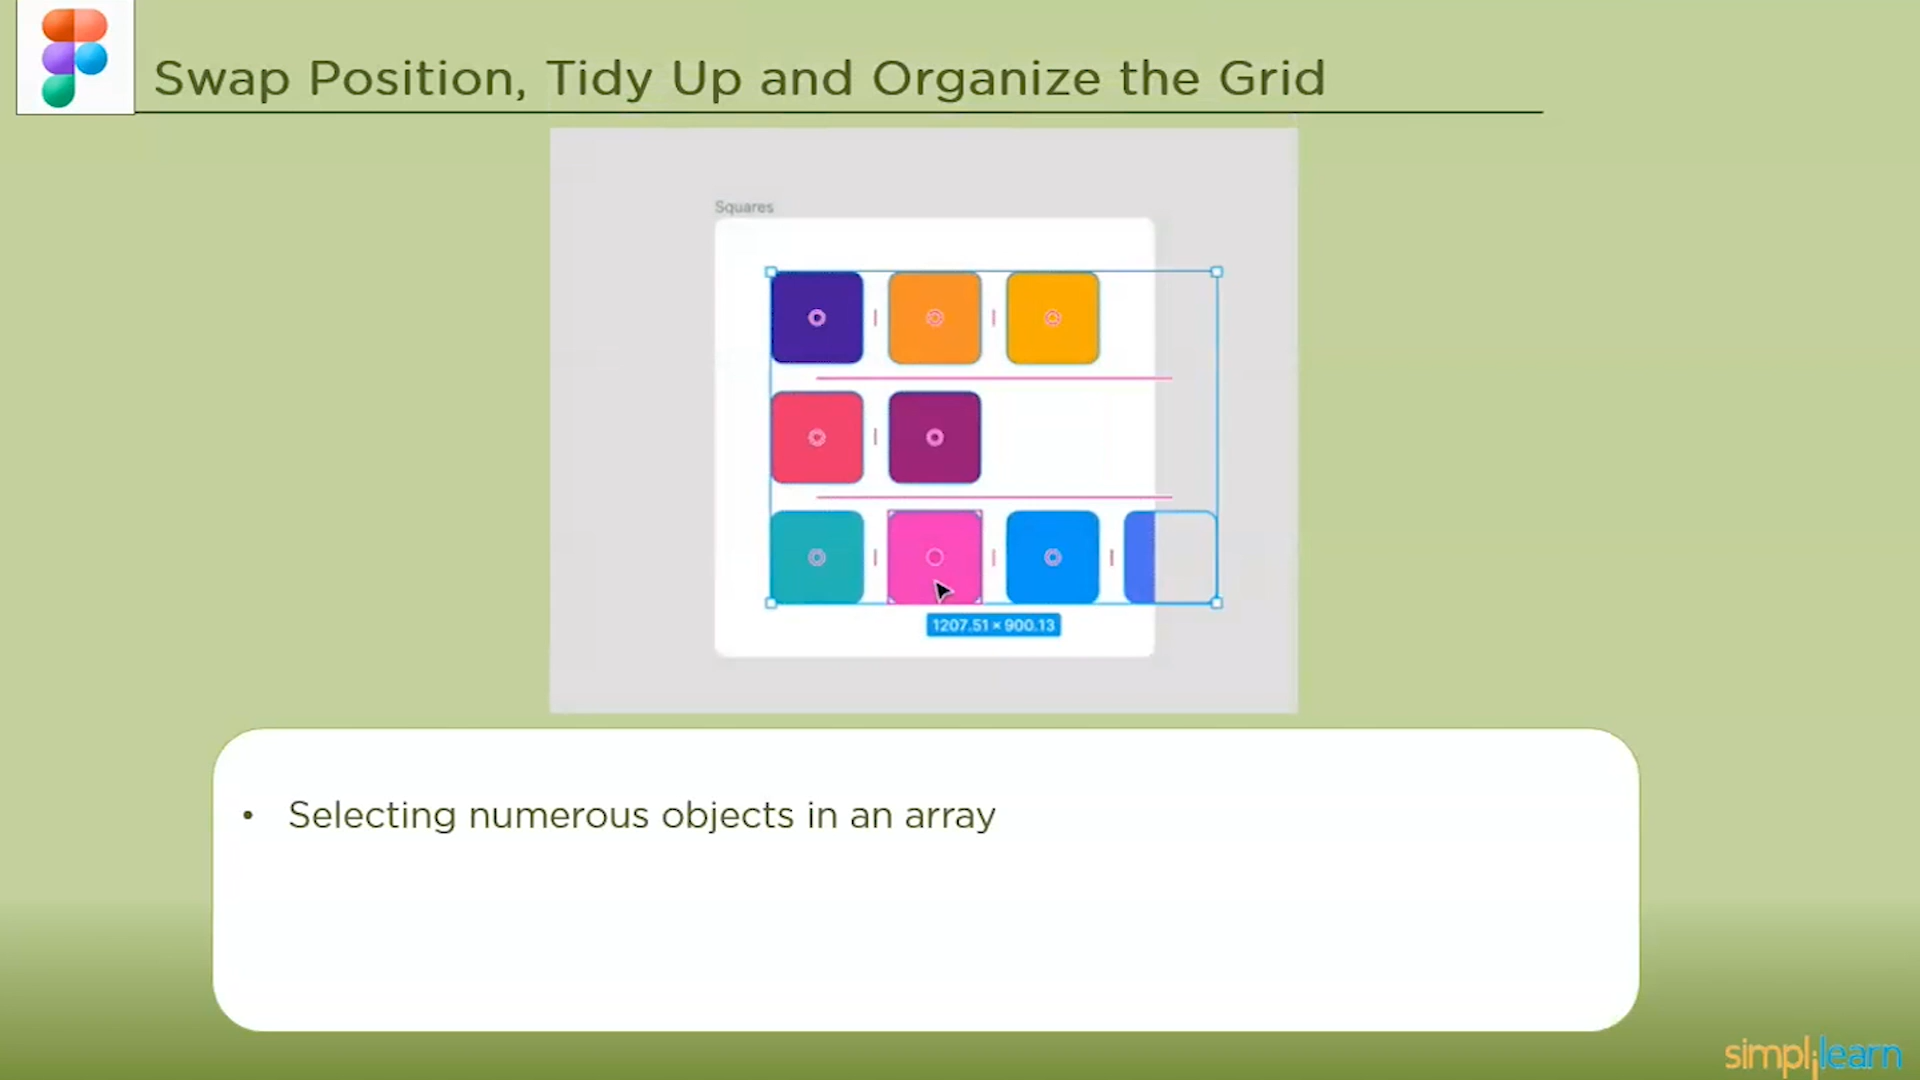 Swap Position, Tidy Up and Organize the Grid
Squares
1207.51 × 900.13
• Selecting numerous objects in an array
simplilearn